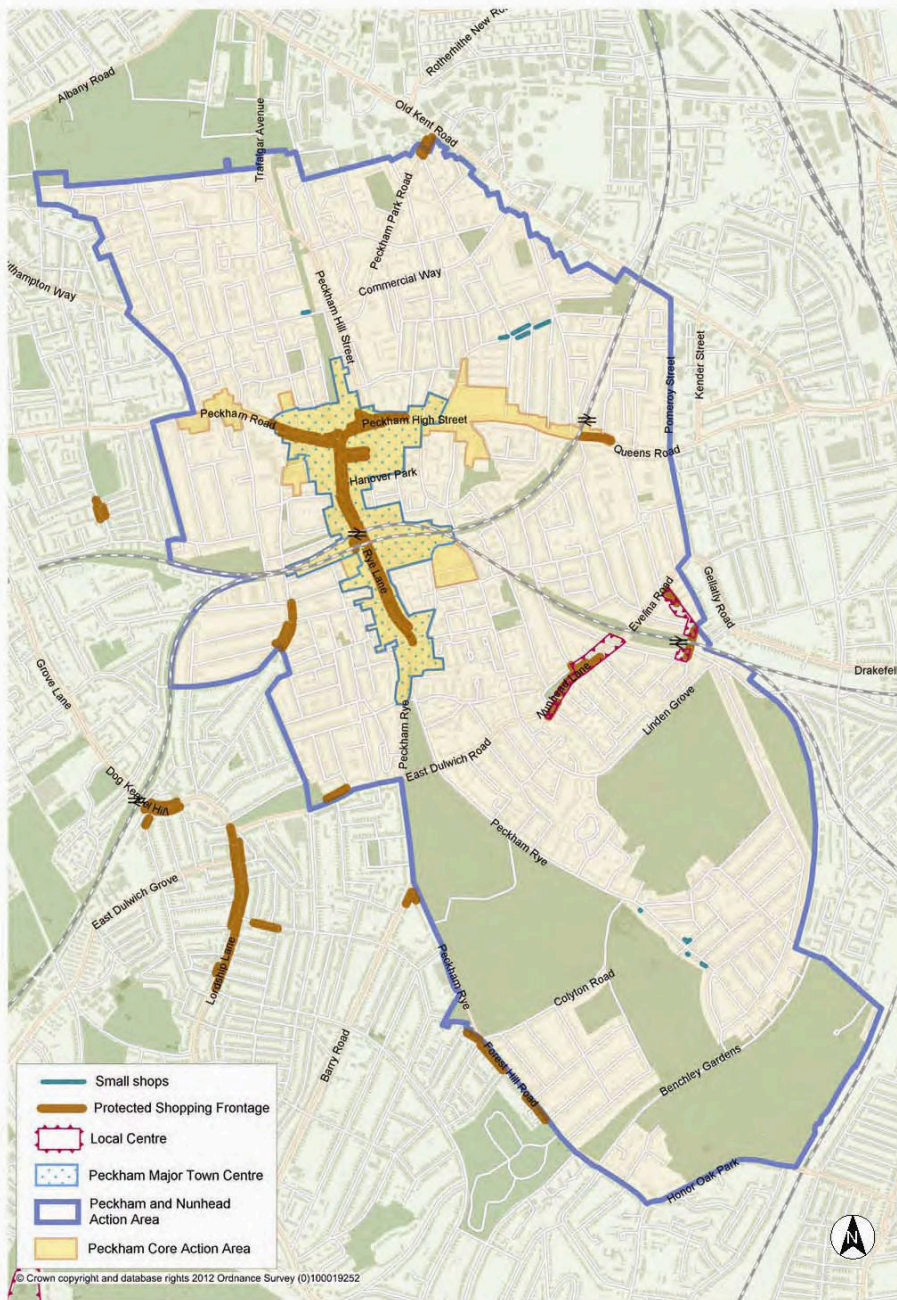 Rotherhithe New Ro
Albany Road
Old Kent Road
Trafalgar Avenue
Peckham Park Road
Commercial Way
uthampton Way
Peckham Hill Street
Kender Street
Pomeroy Street
Peckham Road
Peckham High Street
Queens Road
Hanover Park
Rye Lane
Evelina Road
Gellatly Road
Grove Lane
Nunhead Lane
Drakefell
Linden Grove
Peckham Rye
East Dulwich Road
Dog Kennel Hill
Peckham Rye
East Dulwich Grove
Lordship Lane
Peckham Rye
Colyton Road
Barry Road
Forest Hill Road
Benchley Gardens
Honor Oak Park
Small shops
Protected Shopping Frontage
Local Centre
Peckham Major Town Centre
Peckham and Nunhead
Action Area
Peckham Core Action Area
N
© Crown copyright and database rights 2012 Ordnance Survey (0)100019252